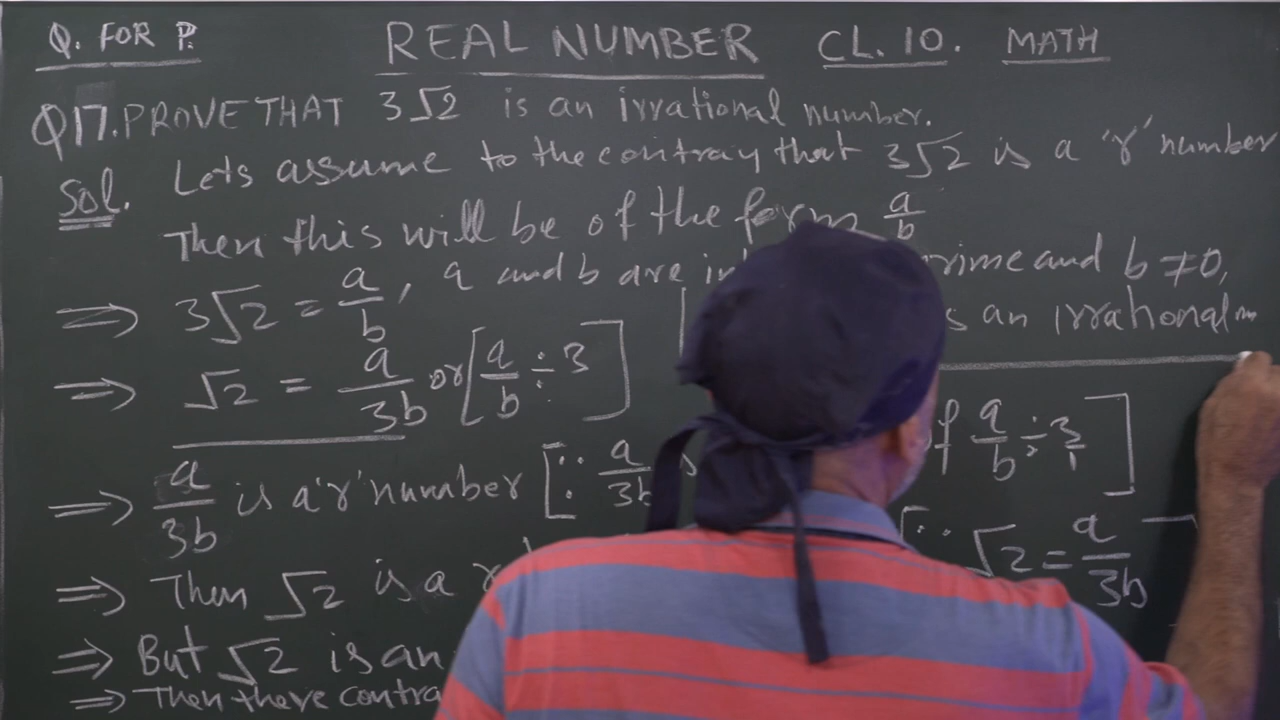 Q. FOR P. REAL NUMBER CL. 10. MATH
Q17. PROVE THAT 3√2 is an irrational number.
Sol. Lets assume to the contray that 3√2 is a 'r' number
Then this will be of the form a/b
⇒ 3√2 = a/b, a and b are in rime and b ≠ 0,
s an irrational
⇒ √2 = a/3b or [a/b ÷ 3]
⇒ a/3b is a 'r' number [∵ a/3b f a/b ÷ 3/1]
⇒ Then √2 is a r [∵ √2 = a/3b]
⇒ But √2 is an
⇒ Then there contra